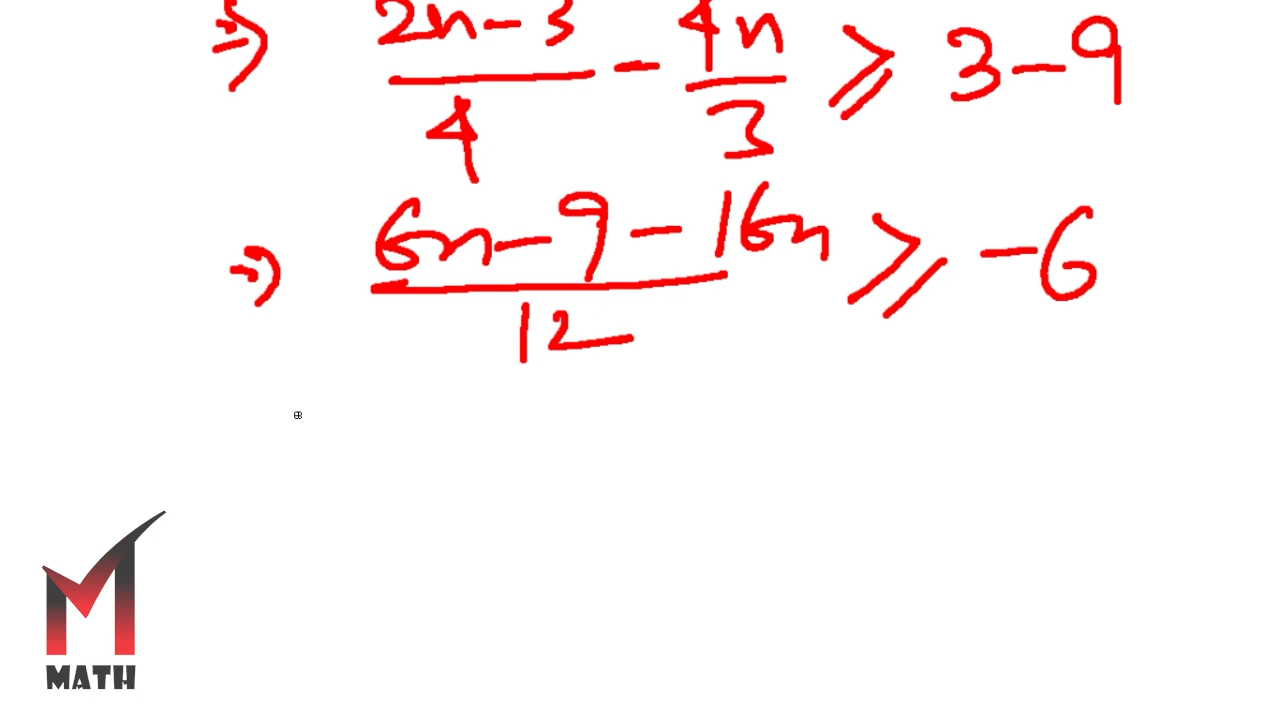 ⇒ (2n-3)/4 - 4n/3 ≥ 3-9
⇒ (6n-9-16n)/12 ≥ -6
MATH